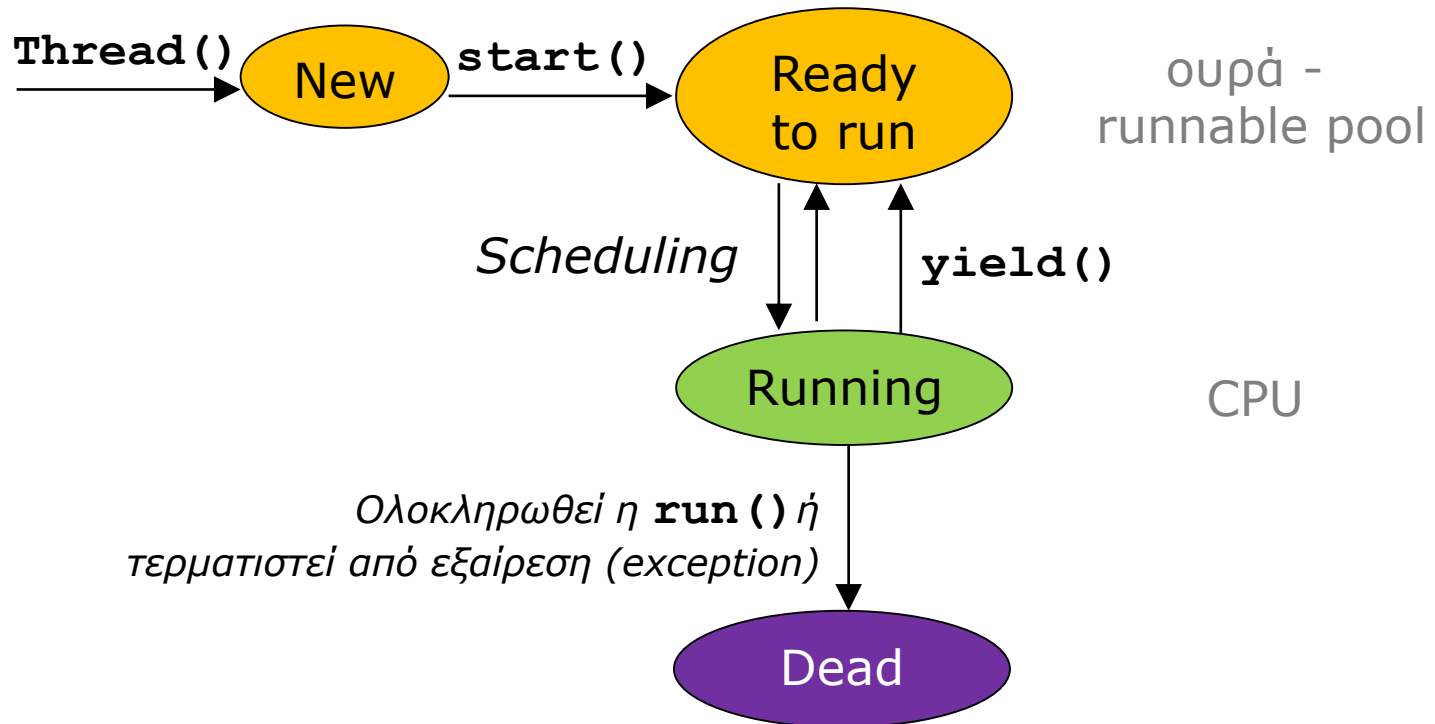 Thread()
New
start()
Ready
to run
ουρά -
runnable pool
Scheduling
yield()
Running
CPU
Ολοκληρωθεί η run() ή
τερματιστεί από εξαίρεση (exception)
Dead